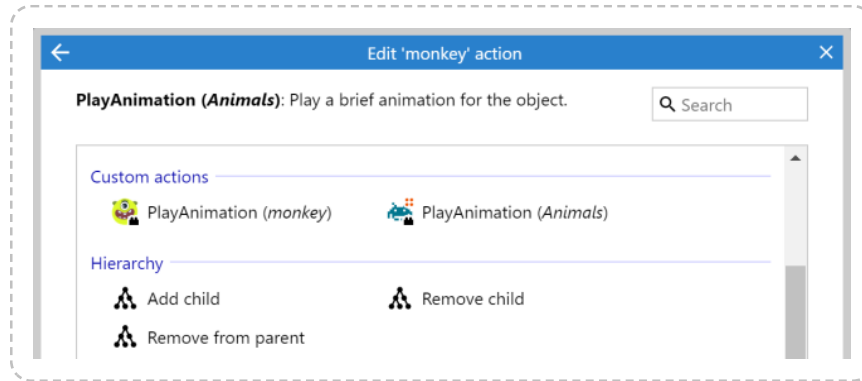 Edit 'monkey' action
PlayAnimation (Animals): Play a brief animation for the object.
Search
Custom actions
PlayAnimation (monkey)
PlayAnimation (Animals)
Hierarchy
Add child
Remove child
Remove from parent